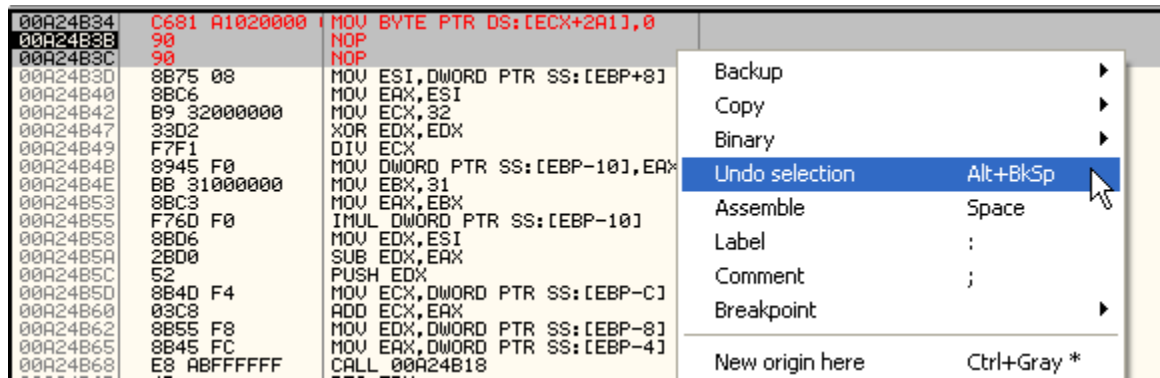 00A24B34 C681 A1020000 ( MOV BYTE PTR DS:[ECX+2A1],0
00A24B3B 90 NOP
00A24B3C 90 NOP
00A24B3D 8B75 08 MOV ESI,DWORD PTR SS:[EBP+8]
00A24B40 8BC6 MOV EAX,ESI
00A24B42 B9 32000000 MOV ECX,32
00A24B47 33D2 XOR EDX,EDX
00A24B49 F7F1 DIV ECX
00A24B4B 8945 F0 MOV DWORD PTR SS:[EBP-10],EAX
00A24B4E BB 31000000 MOV EBX,31
00A24B53 8BC3 MOV EAX,EBX
00A24B55 F76D F0 IMUL DWORD PTR SS:[EBP-10]
00A24B58 8BD6 MOV EDX,ESI
00A24B5A 2BD0 SUB EDX,EAX
00A24B5C 52 PUSH EDX
00A24B5D 8B4D F4 MOV ECX,DWORD PTR SS:[EBP-C]
00A24B60 03C8 ADD ECX,EAX
00A24B62 8B55 F8 MOV EDX,DWORD PTR SS:[EBP-8]
00A24B65 8B45 FC MOV EAX,DWORD PTR SS:[EBP-4]
00A24B68 E8 ABFFFFFF CALL 00A24B18
Backup
Copy
Binary
Undo selection Alt+BkSp
Assemble Space
Label :
Comment ;
Breakpoint
New origin here Ctrl+Gray *